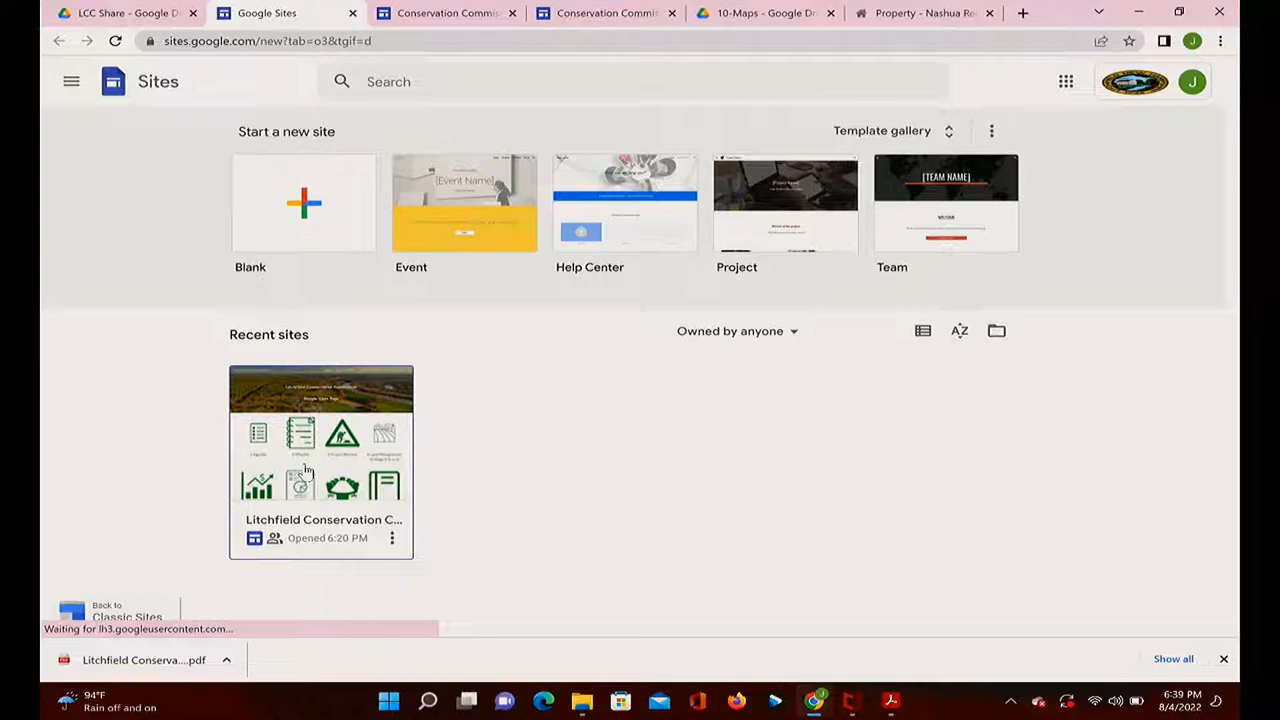 LCC Share - Google D
Google Sites
Conservation Commis
Conservation Commis
10-Maps - Google Dr
Property - Nashua Re
sites.google.com/new?tab=o3&tgif=d
J
Sites
Search
J
Start a new site
Template gallery
[Event Name]
[TEAM NAME]
Blank
Event
Help Center
Project
Team
Recent sites
Owned by anyone
AZ
Litchfield Conservation C...
Opened 6:20 PM
Back to
Classic Sites
Waiting for lh3.googleusercontent.com...
Litchfield Conserva....pdf
Show all
94°F
Rain off and on
6:39 PM
8/4/2022